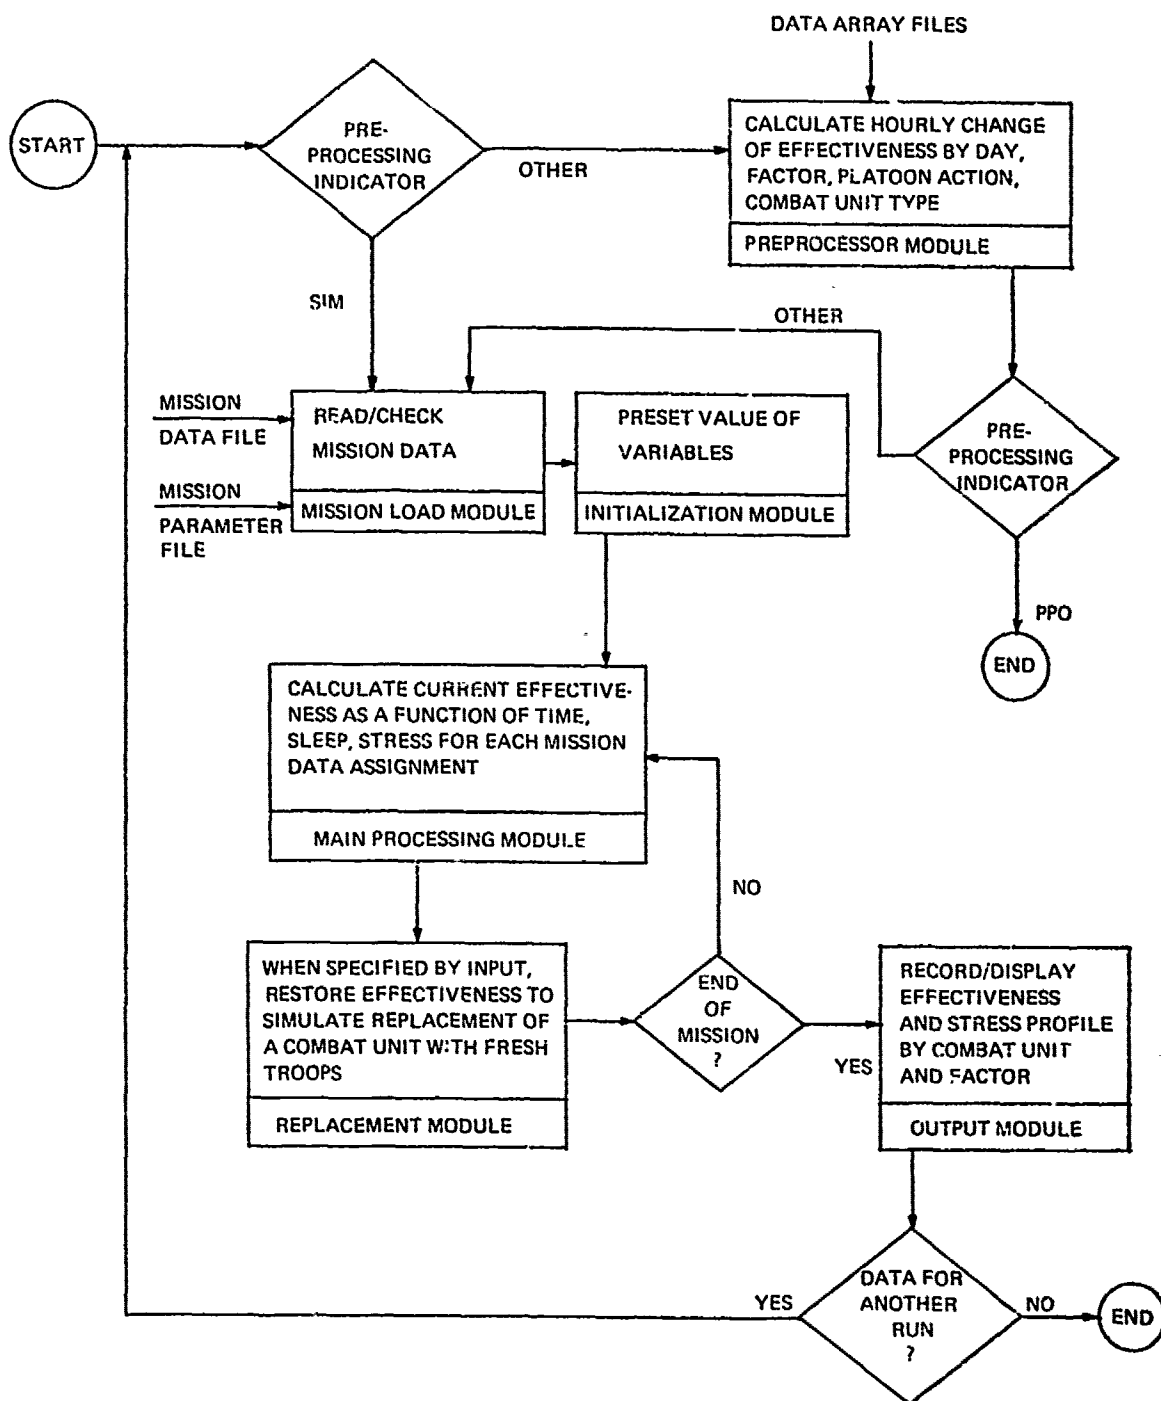 DATA ARRAY FILES
START
PRE-
PROCESSING
INDICATOR
OTHER
CALCULATE HOURLY CHANGE
OF EFFECTIVENESS BY DAY,
FACTOR, PLATOON ACTION,
COMBAT UNIT TYPE
PREPROCESSOR MODULE
SIM
OTHER
MISSION
DATA FILE
MISSION
PARAMETER
FILE
READ/CHECK
MISSION DATA
MISSION LOAD MODULE
PRESET VALUE OF
VARIABLES
INITIALIZATION MODULE
PRE-
PROCESSING
INDICATOR
PPO
END
CALCULATE CURRENT EFFECTIVE-
NESS AS A FUNCTION OF TIME,
SLEEP, STRESS FOR EACH MISSION
DATA ASSIGNMENT
MAIN PROCESSING MODULE
NO
WHEN SPECIFIED BY INPUT,
RESTORE EFFECTIVENESS TO
SIMULATE REPLACEMENT OF
A COMBAT UNIT WITH FRESH
TROOPS
REPLACEMENT MODULE
END
OF
MISSION
?
YES
RECORD/DISPLAY
EFFECTIVENESS
AND STRESS PROFILE
BY COMBAT UNIT
AND FACTOR
OUTPUT MODULE
YES
DATA FOR
ANOTHER
RUN
?
NO
END